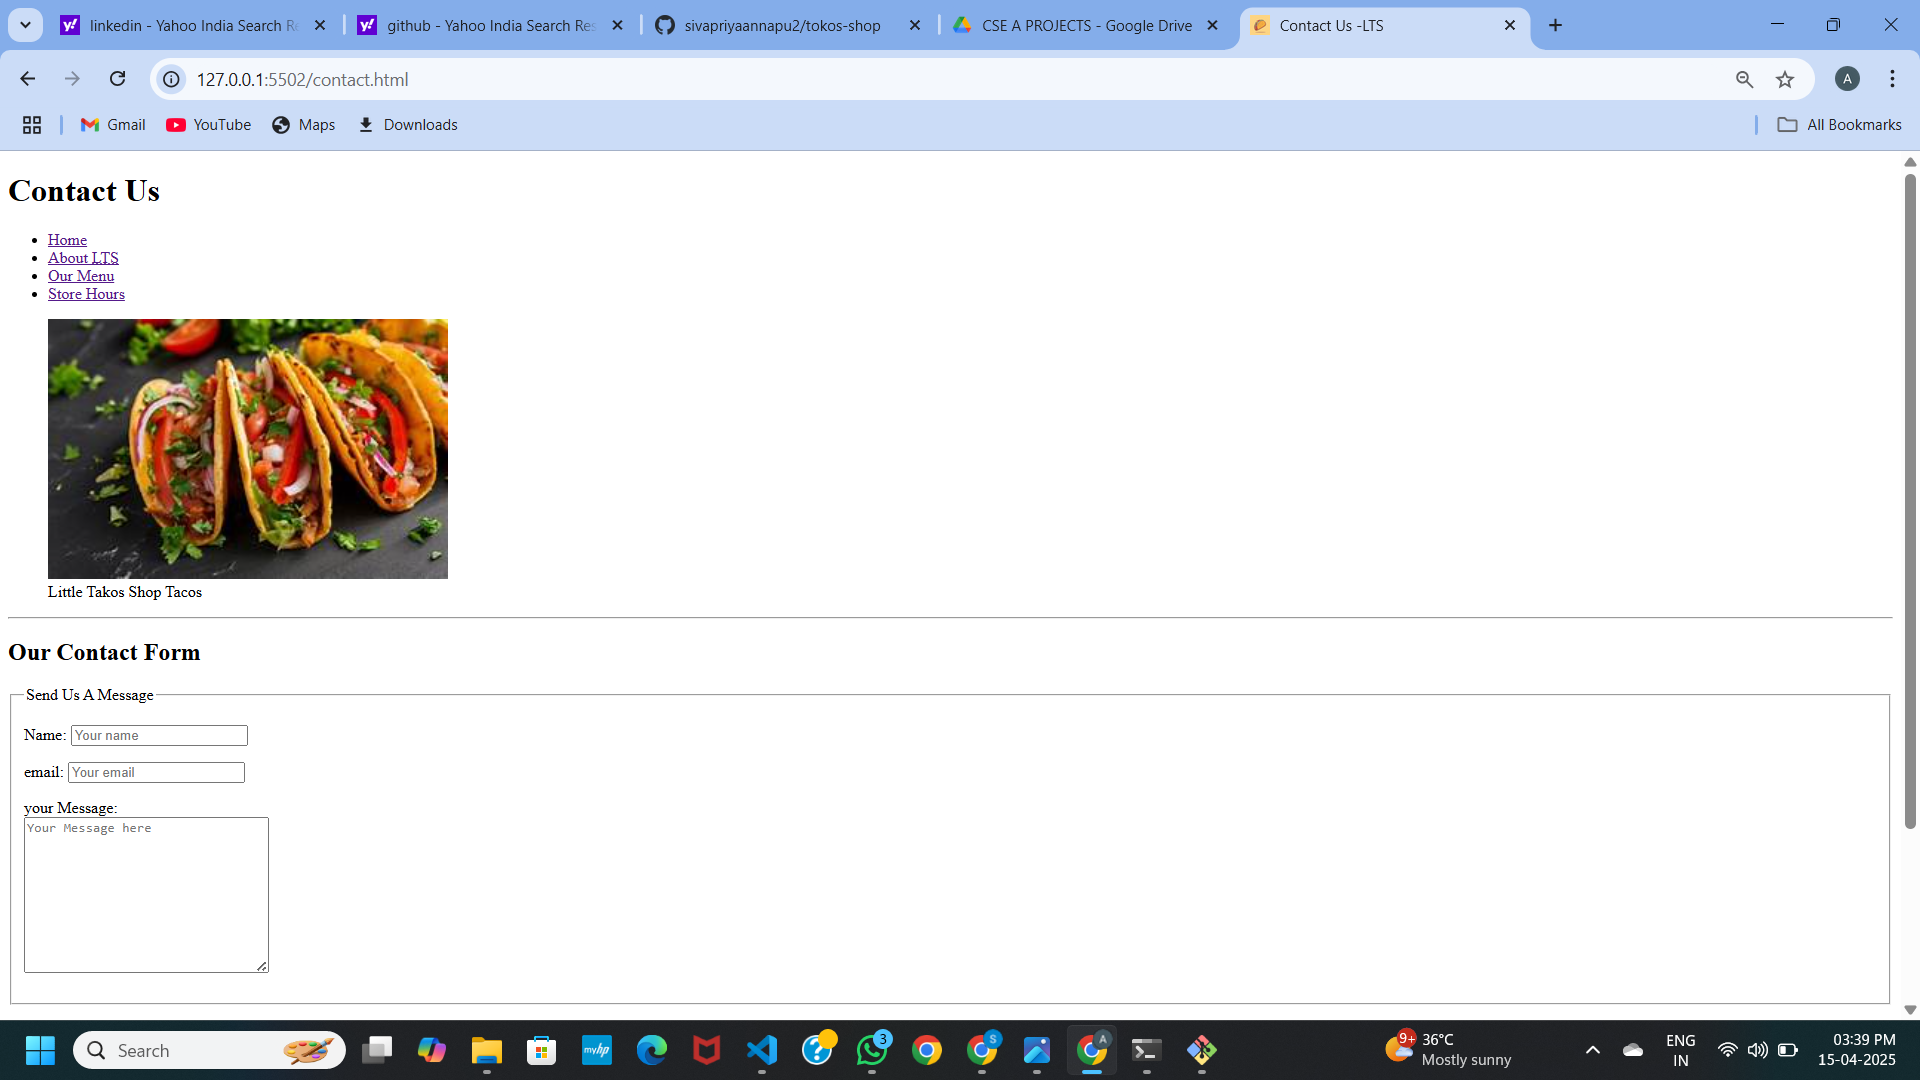 linkedin - Yahoo India Search Re
github - Yahoo India Search Res
sivapriyaannapu2/tokos-shop
CSE A PROJECTS - Google Drive
Contact Us -LTS
127.0.0.1:5502/contact.html
A
Gmail
YouTube
Maps
Downloads
All Bookmarks
Contact Us
Home
About LTS
Our Menu
Store Hours
Little Takos Shop Tacos
Our Contact Form
Send Us A Message
Name: Your name
email: Your email
your Message:
Your Message here
Search
myhp
3
S
A
9+
36°C
Mostly sunny
ENG
IN
03:39 PM
15-04-2025